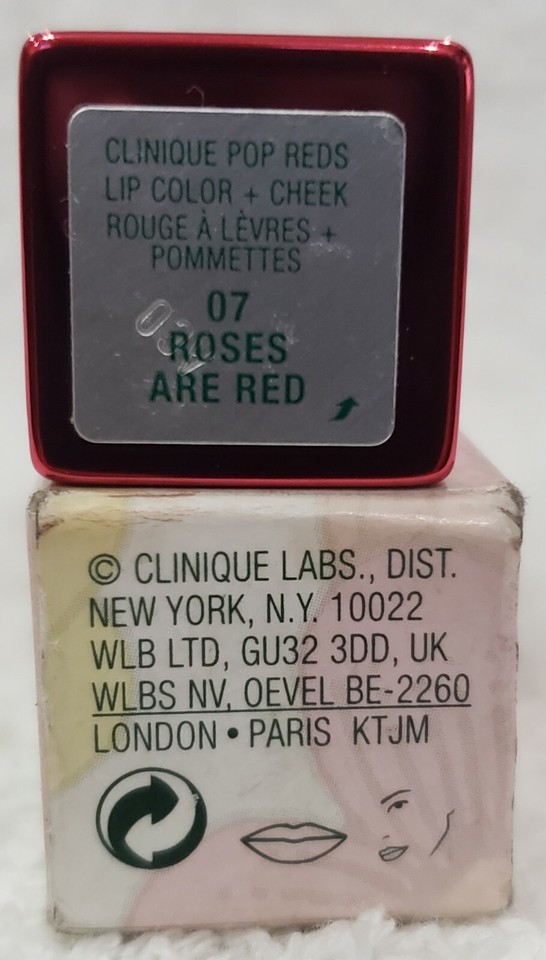 CLINIQUE POP REDS
LIP COLOR + CHEEK
ROUGE À LÈVRES +
POMMETTES
07
ROSES
ARE RED
© CLINIQUE LABS., DIST.
NEW YORK, N.Y. 10022
WLB LTD, GU32 3DD, UK
WLBS NV, OEVEL BE-2260
LONDON • PARIS KTJM